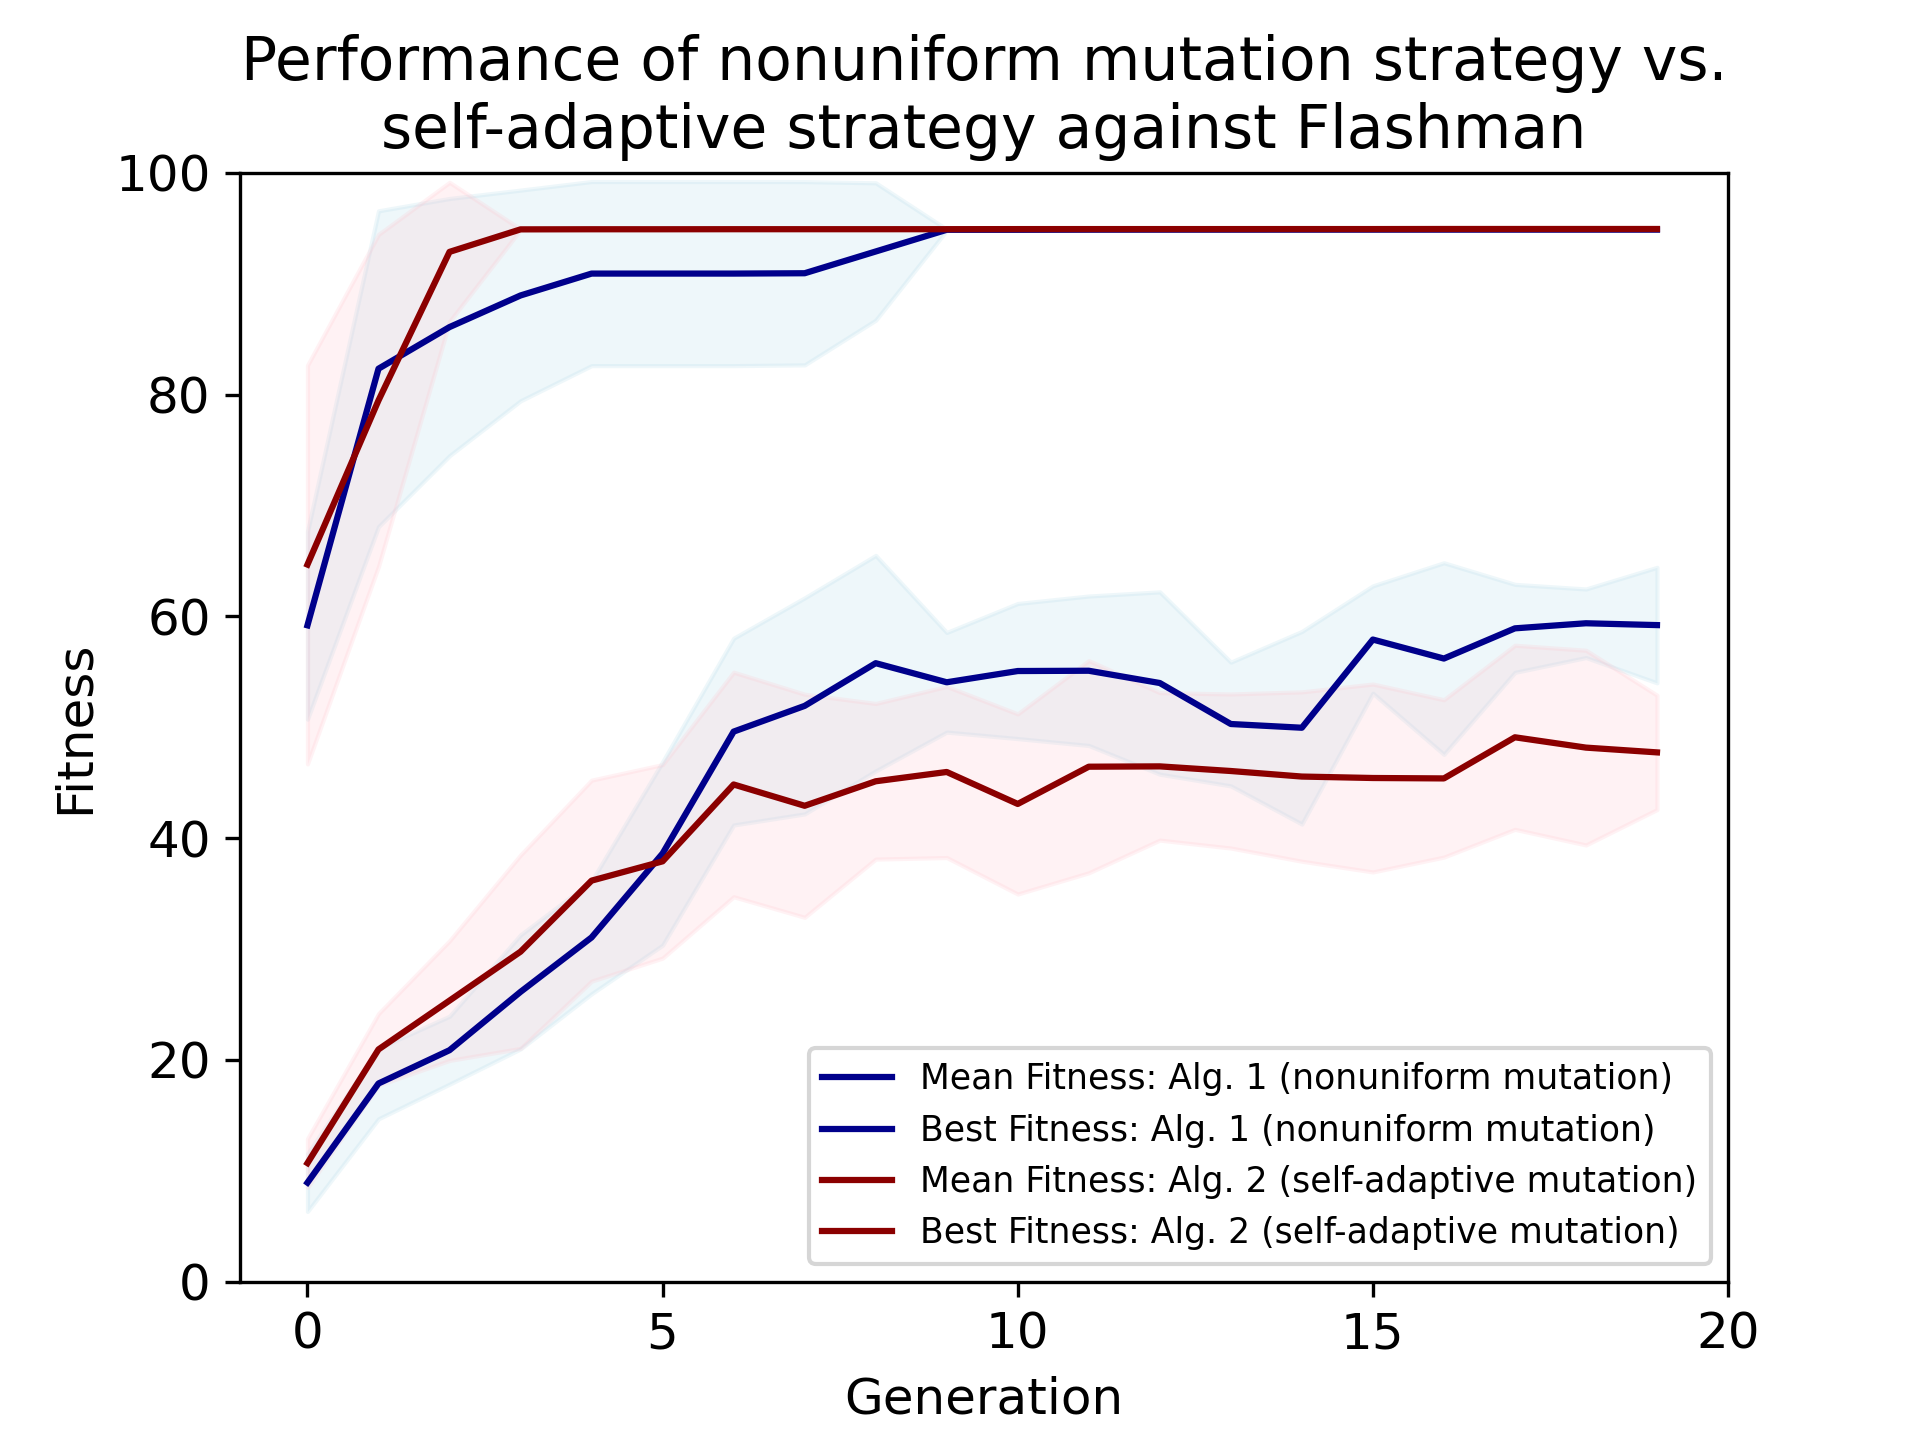 Performance of nonuniform mutation strategy vs.
self-adaptive strategy against Flashman
100
80
60
40
20
0
Fitness
0 5 10 15 20
Generation
Mean Fitness: Alg. 1 (nonuniform mutation)
Best Fitness: Alg. 1 (nonuniform mutation)
Mean Fitness: Alg. 2 (self-adaptive mutation)
Best Fitness: Alg. 2 (self-adaptive mutation)